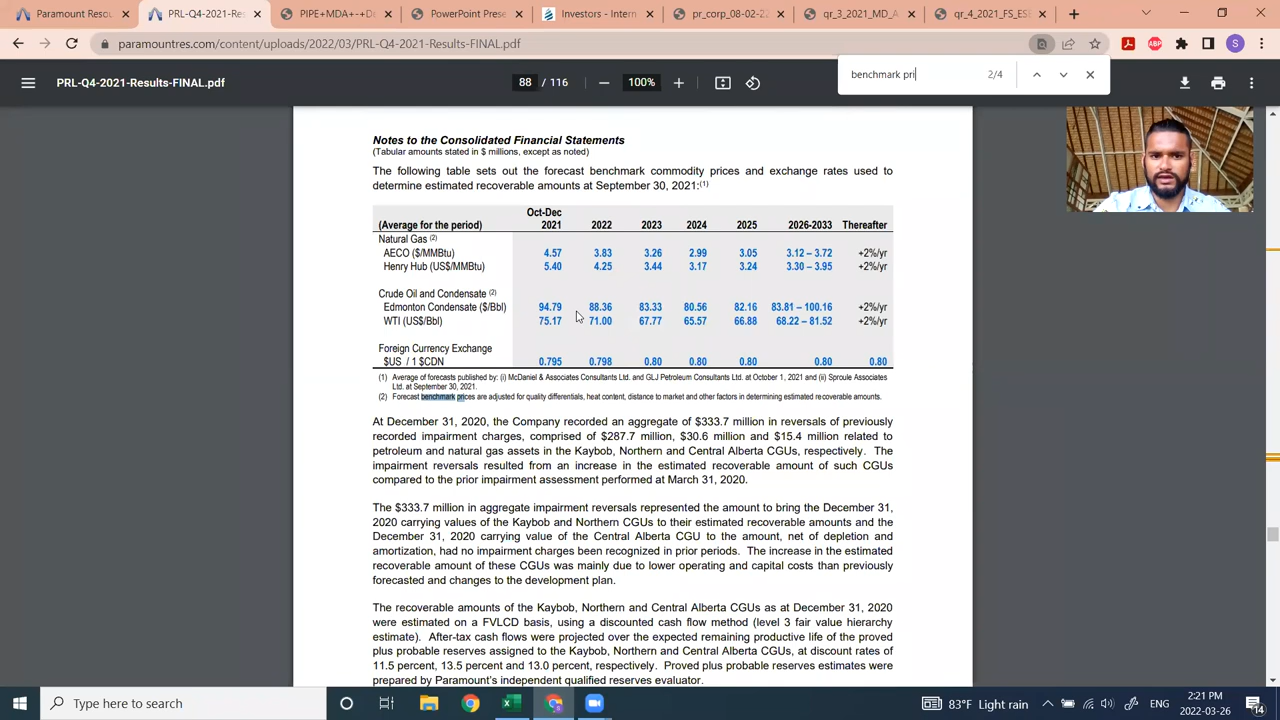 Paramount Resou
PRL-Q4-2021-Res
PIPE+MDA+-+De
PowerPoint Prese
Investors - Intern
pr_corp_08-02-22
qr_3_2021_MD_A
qr_4_2021_FS_ES
paramountres.com/content/uploads/2022/03/PRL-Q4-2021-Results-FINAL.pdf
ABP
S
benchmark pri 2/4
PRL-Q4-2021-Results-FINAL.pdf
88 / 116
100%
Notes to the Consolidated Financial Statements
(Tabular amounts stated in $ millions, except as noted)
The following table sets out the forecast benchmark commodity prices and exchange rates used to
determine estimated recoverable amounts at September 30, 2021:(1)
Oct-Dec
(Average for the period) 2021 2022 2023 2024 2025 2026-2033 Thereafter
Natural Gas (2)
AECO ($/MMBtu) 4.57 3.83 3.26 2.99 3.05 3.12 – 3.72 +2%/yr
Henry Hub (US$/MMBtu) 5.40 4.25 3.44 3.17 3.24 3.30 – 3.95 +2%/yr
Crude Oil and Condensate (2)
Edmonton Condensate ($/Bbl) 94.79 88.36 83.33 80.56 82.16 83.81 – 100.16 +2%/yr
WTI (US$/Bbl) 75.17 71.00 67.77 65.57 66.88 68.22 – 81.52 +2%/yr
Foreign Currency Exchange
$US / 1 $CDN 0.795 0.798 0.80 0.80 0.80 0.80 0.80
(1) Average of forecasts published by: (i) McDaniel & Associates Consultants Ltd. and GLJ Petroleum Consultants Ltd. at October 1, 2021 and (ii) Sproule Associates
Ltd. at September 30, 2021.
(2) Forecast benchmark prices are adjusted for quality differentials, heat content, distance to market and other factors in determining estimated recoverable amounts.
At December 31, 2020, the Company recorded an aggregate of $333.7 million in reversals of previously
recorded impairment charges, comprised of $287.7 million, $30.6 million and $15.4 million related to
petroleum and natural gas assets in the Kaybob, Northern and Central Alberta CGUs, respectively. The
impairment reversals resulted from an increase in the estimated recoverable amount of such CGUs
compared to the prior impairment assessment performed at March 31, 2020.
The $333.7 million in aggregate impairment reversals represented the amount to bring the December 31,
2020 carrying values of the Kaybob and Northern CGUs to their estimated recoverable amounts and the
December 31, 2020 carrying value of the Central Alberta CGU to the amount, net of depletion and
amortization, had no impairment charges been recognized in prior periods. The increase in the estimated
recoverable amount of these CGUs was mainly due to lower operating and capital costs than previously
forecasted and changes to the development plan.
The recoverable amounts of the Kaybob, Northern and Central Alberta CGUs as at December 31, 2020
were estimated on a FVLCD basis, using a discounted cash flow method (level 3 fair value hierarchy
estimate). After-tax cash flows were projected over the expected remaining productive life of the proved
plus probable reserves assigned to the Kaybob, Northern and Central Alberta CGUs, at discount rates of
11.5 percent, 13.5 percent and 13.0 percent, respectively. Proved plus probable reserves estimates were
prepared by Paramount's independent qualified reserves evaluator.
Type here to search
83°F Light rain
ENG
2:21 PM
2022-03-26
14